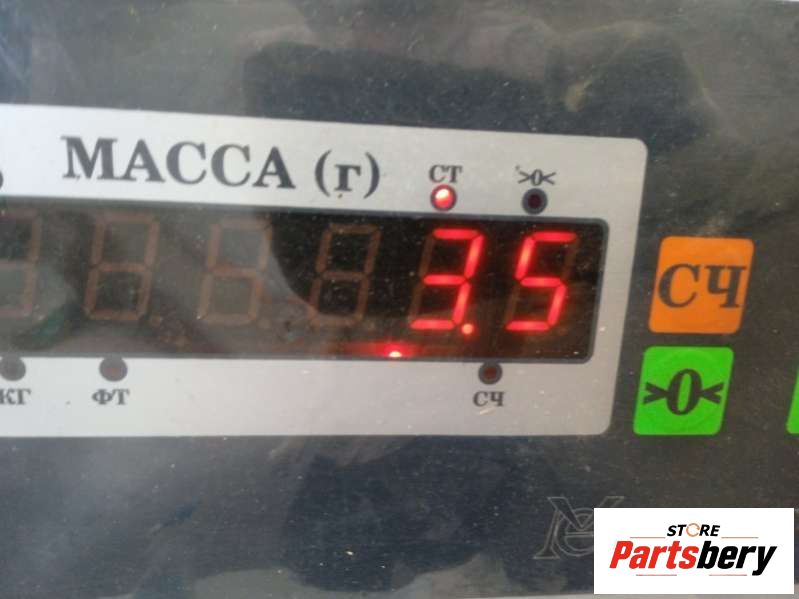 МАССА (г)
СТ
>0<
3.5
СЧ
КГ
ФТ
СЧ
>0<
STORE
Partsbery